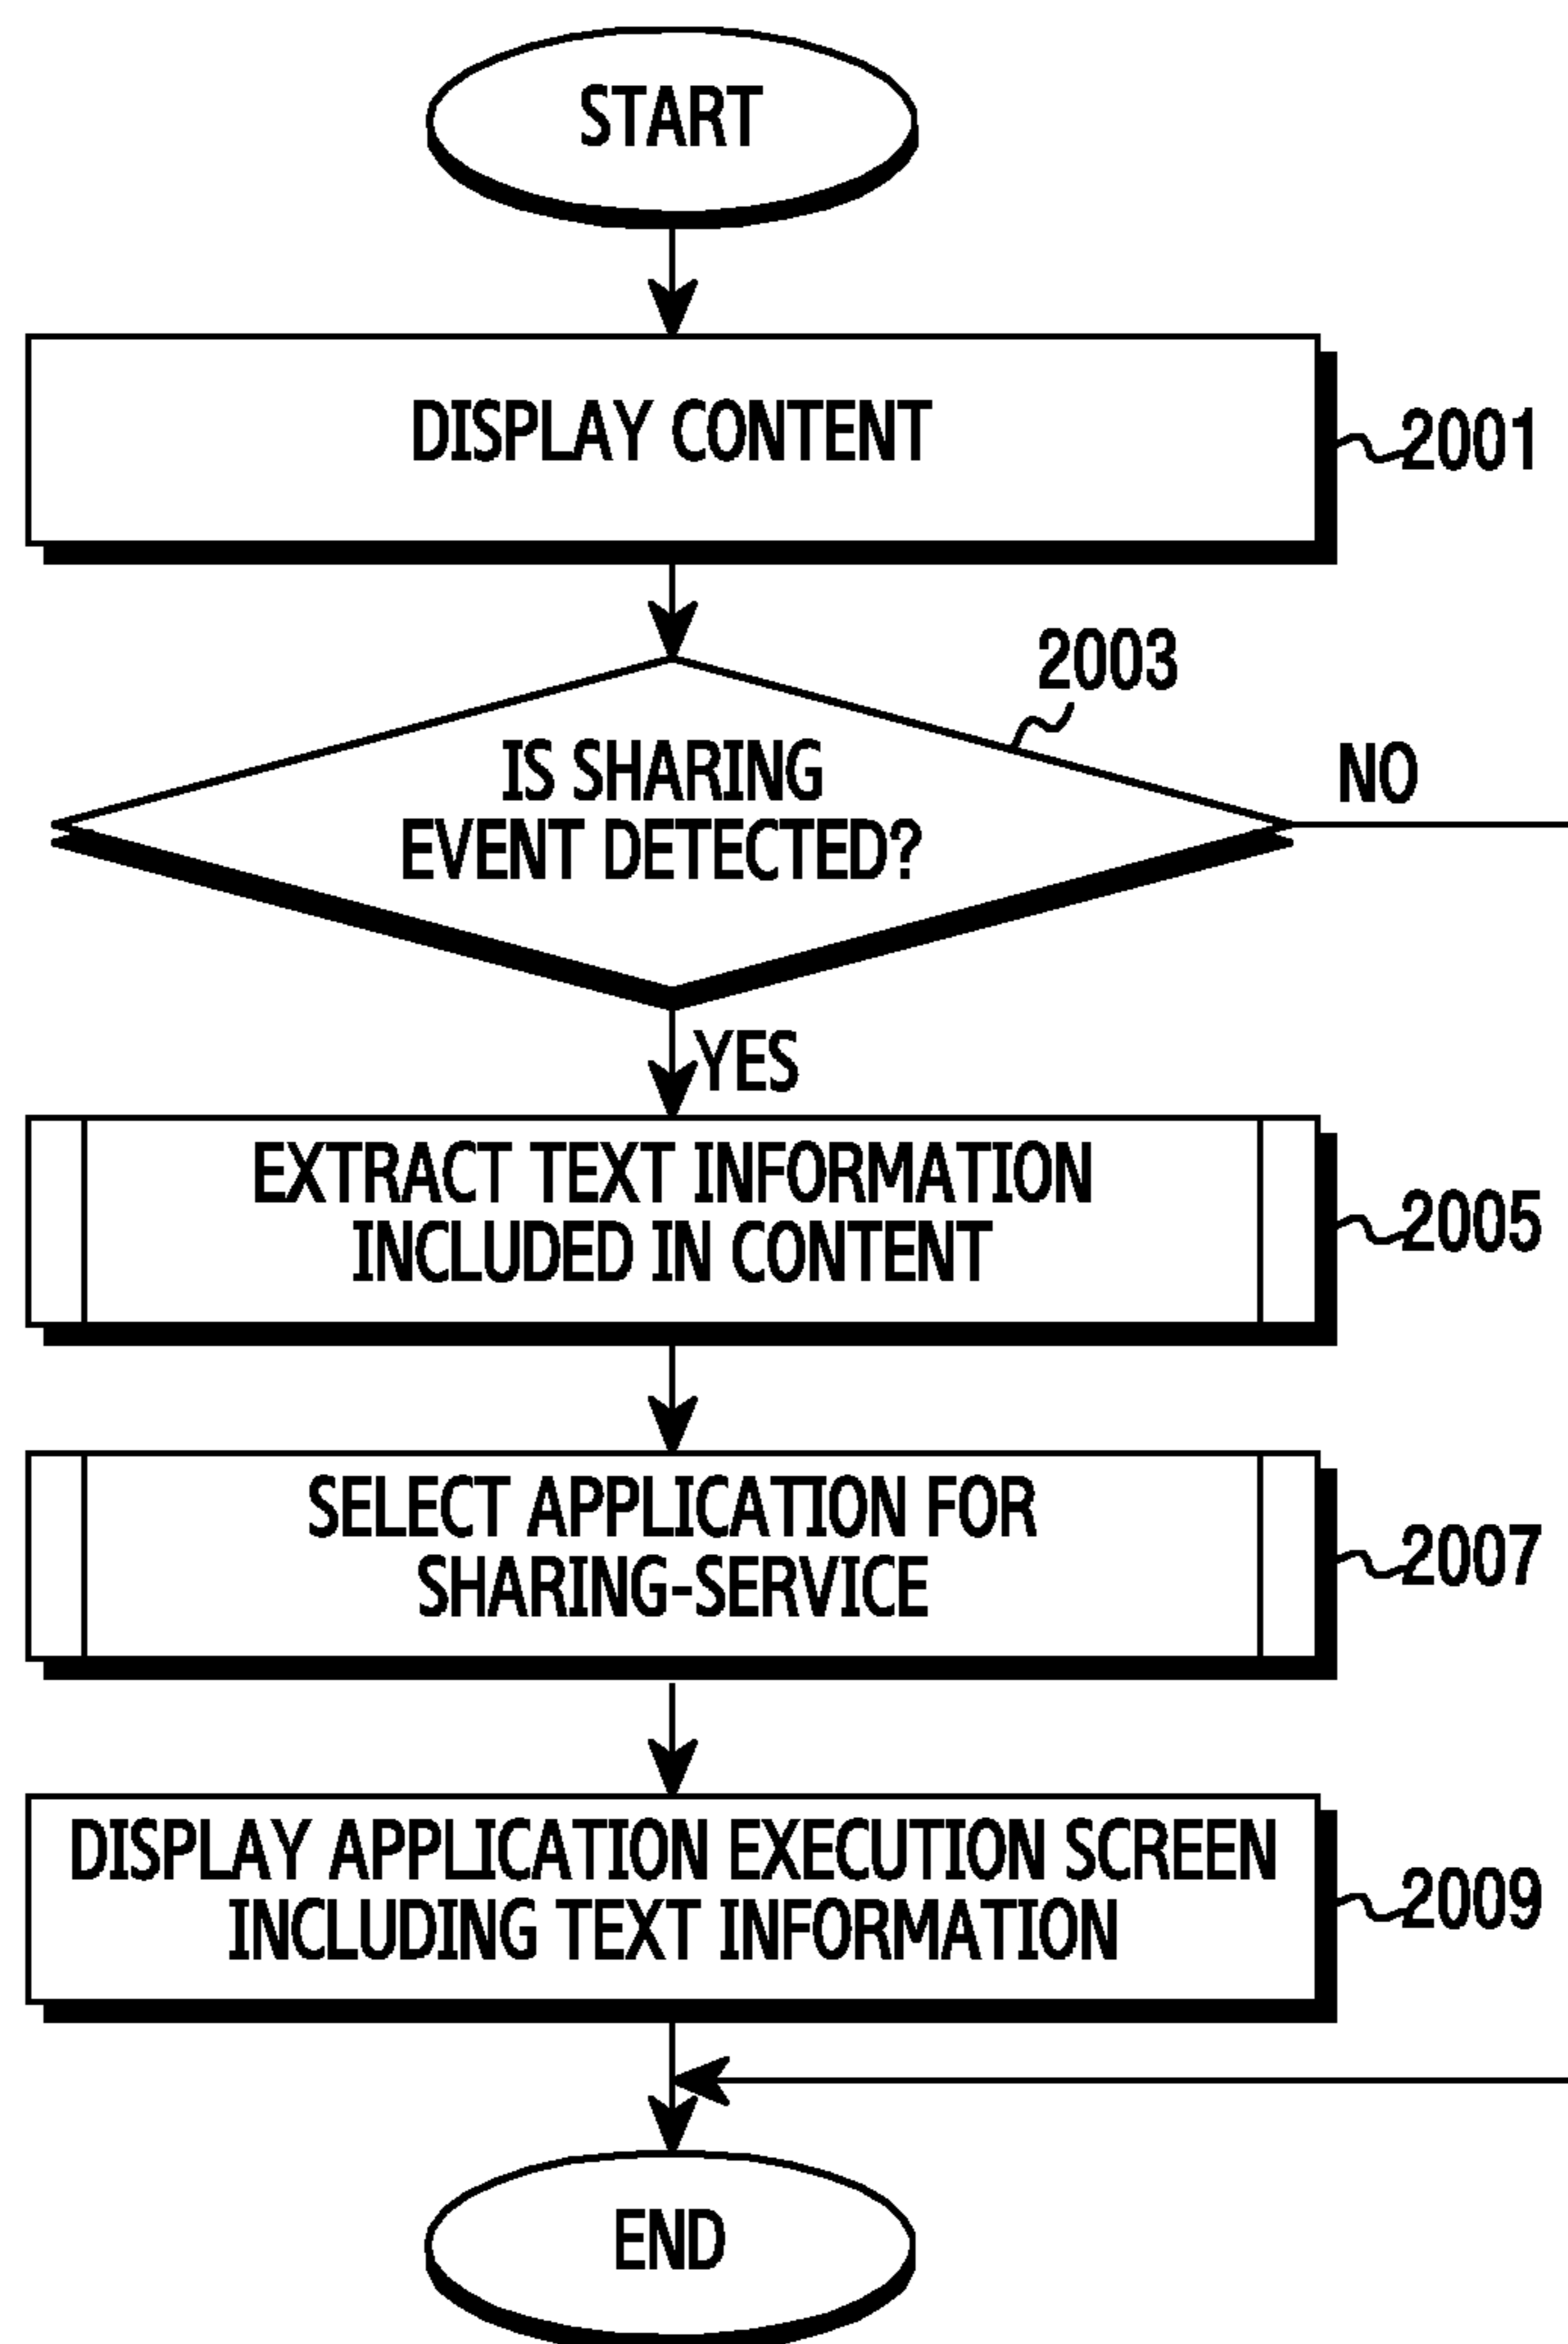 START
DISPLAY CONTENT
2001
2003
IS SHARING
EVENT DETECTED?
NO
YES
EXTRACT TEXT INFORMATION
INCLUDED IN CONTENT
2005
SELECT APPLICATION FOR
SHARING-SERVICE
2007
DISPLAY APPLICATION EXECUTION SCREEN
INCLUDING TEXT INFORMATION
2009
END